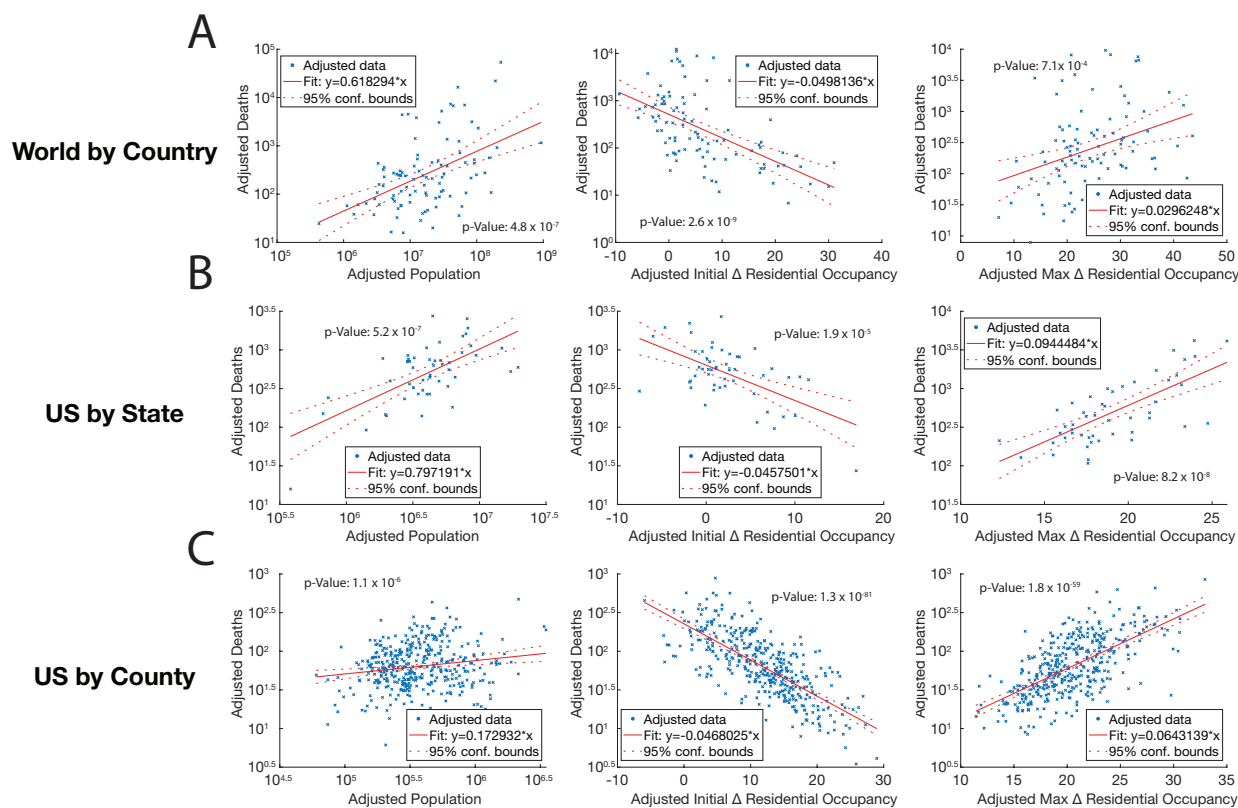 A
World by Country
10^5
10^4
10^3
10^2
10^1
Adjusted Deaths
Adjusted data
Fit: y=0.618294*x
95% conf. bounds
p-Value: 4.8 x 10^-7
10^5 10^6 10^7 10^8 10^9
Adjusted Population
10^4
10^3
10^2
10^1
10^0
Adjusted Deaths
Adjusted data
Fit: y=-0.0498136*x
95% conf. bounds
p-Value: 2.6 x 10^-9
-10 0 10 20 30 40
Adjusted Initial Δ Residential Occupancy
10^4
10^3.5
10^3
10^2.5
10^2
10^1.5
10^1
Adjusted Deaths
p-Value: 7.1x 10^-4
Adjusted data
Fit: y=0.0296248*x
95% conf. bounds
0 10 20 30 40 50
Adjusted Max Δ Residential Occupancy
B
US by State
10^3.5
10^3
10^2.5
10^2
10^1.5
10^1
Adjusted Deaths
p-Value: 5.2 x 10^-7
Adjusted data
Fit: y=0.797191*x
95% conf. bounds
10^5.5 10^6 10^6.5 10^7 10^7.5
Adjusted Population
10^3.5
10^3
10^2.5
10^2
10^1.5
10^1
Adjusted Deaths
p-Value: 1.9 x 10^-5
Adjusted data
Fit: y=-0.0457501*x
95% conf. bounds
-10 0 10 20
Adjusted Initial Δ Residential Occupancy
10^4
10^3.5
10^3
10^2.5
10^2
10^1.5
Adjusted Deaths
Adjusted data
Fit: y=0.0944484*x
95% conf. bounds
p-Value: 8.2 x 10^-8
10 15 20 25
Adjusted Max Δ Residential Occupancy
C
US by County
10^3
10^2.5
10^2
10^1.5
10^1
10^0.5
Adjusted Deaths
p-Value: 1.1 x 10^-6
Adjusted data
Fit: y=0.172932*x
95% conf. bounds
10^4.5 10^5 10^5.5 10^6 10^6.5
Adjusted Population
10^3
10^2.5
10^2
10^1.5
10^1
10^0.5
Adjusted Deaths
p-Value: 1.3 x 10^-81
Adjusted data
Fit: y=-0.0468025*x
95% conf. bounds
-10 0 10 20 30
Adjusted Initial Δ Residential Occupancy
10^3
10^2.5
10^2
10^1.5
10^1
10^0.5
Adjusted Deaths
p-Value: 1.8 x 10^-59
Adjusted data
Fit: y=0.0643139*x
95% conf. bounds
10 15 20 25 30 35
Adjusted Max Δ Residential Occupancy